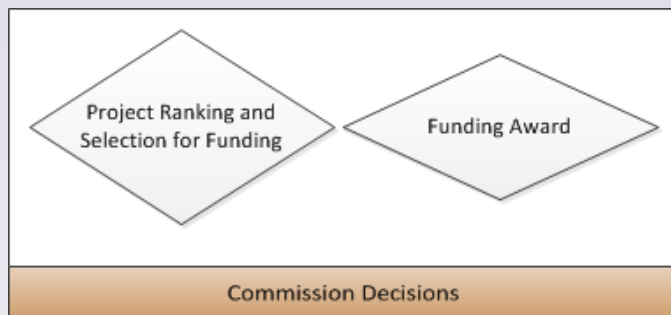 Project Ranking and
Selection for Funding
Funding Award
Commission Decisions